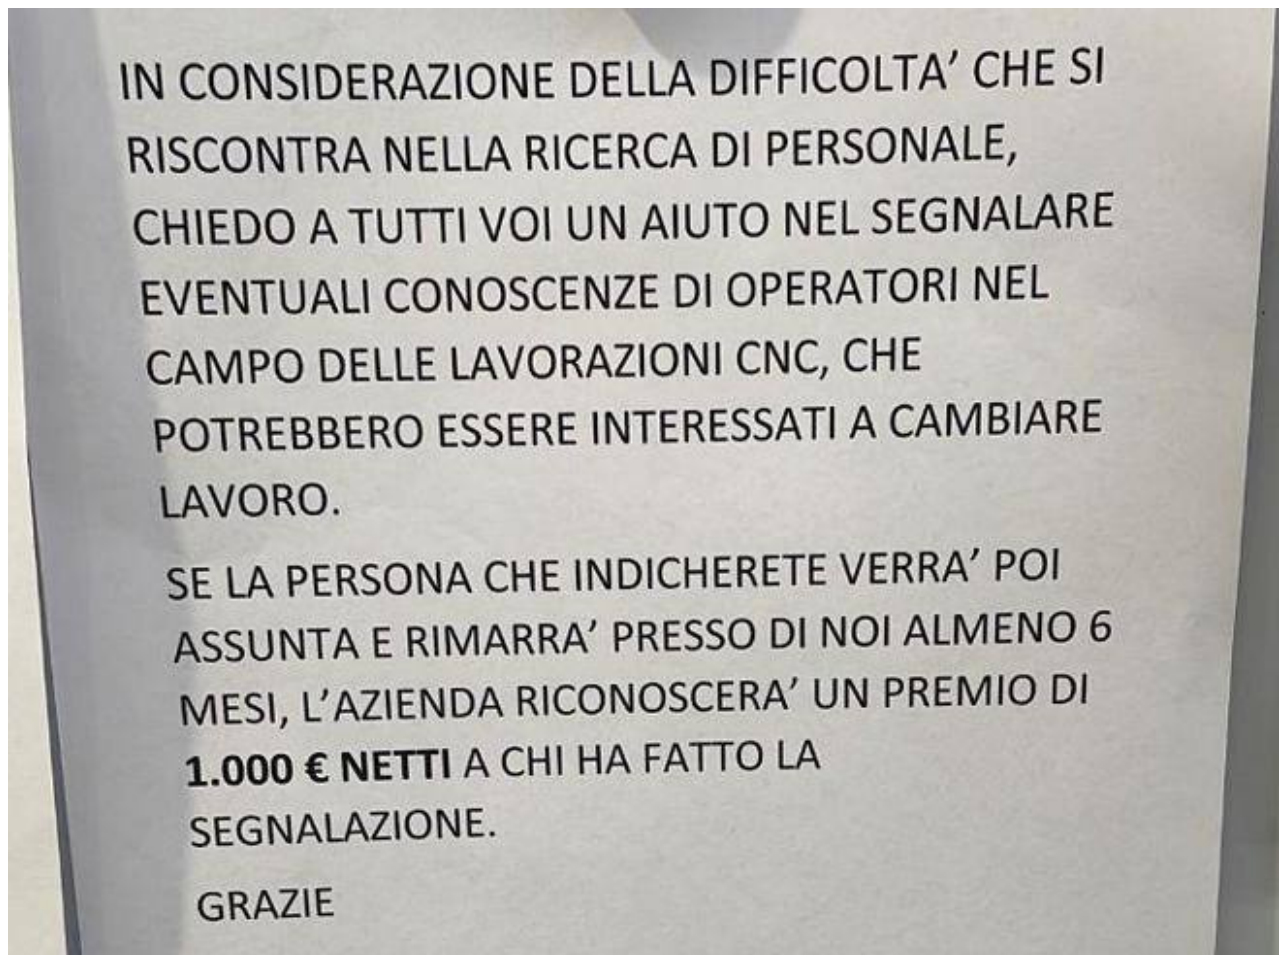 IN CONSIDERAZIONE DELLA DIFFICOLTA' CHE SI
RISCONTRA NELLA RICERCA DI PERSONALE,
CHIEDO A TUTTI VOI UN AIUTO NEL SEGNALARE
EVENTUALI CONOSCENZE DI OPERATORI NEL
CAMPO DELLE LAVORAZIONI CNC, CHE
POTREBBERO ESSERE INTERESSATI A CAMBIARE
LAVORO.
SE LA PERSONA CHE INDICHERETE VERRA' POI
ASSUNTA E RIMARRA' PRESSO DI NOI ALMENO 6
MESI, L'AZIENDA RICONOSCERA' UN PREMIO DI
1.000 € NETTI A CHI HA FATTO LA
SEGNALAZIONE.
GRAZIE